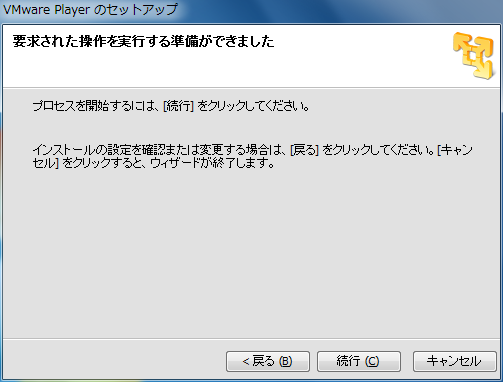 VMware Player のセットアップ
要求された操作を実行する準備ができました
プロセスを開始するには、[続行] をクリックしてください。
インストールの設定を確認または変更する場合は、[戻る] をクリックしてください。[キャン
セル] をクリックすると、ウィザードが終了します。
< 戻る (B)
続行 (C)
キャンセル